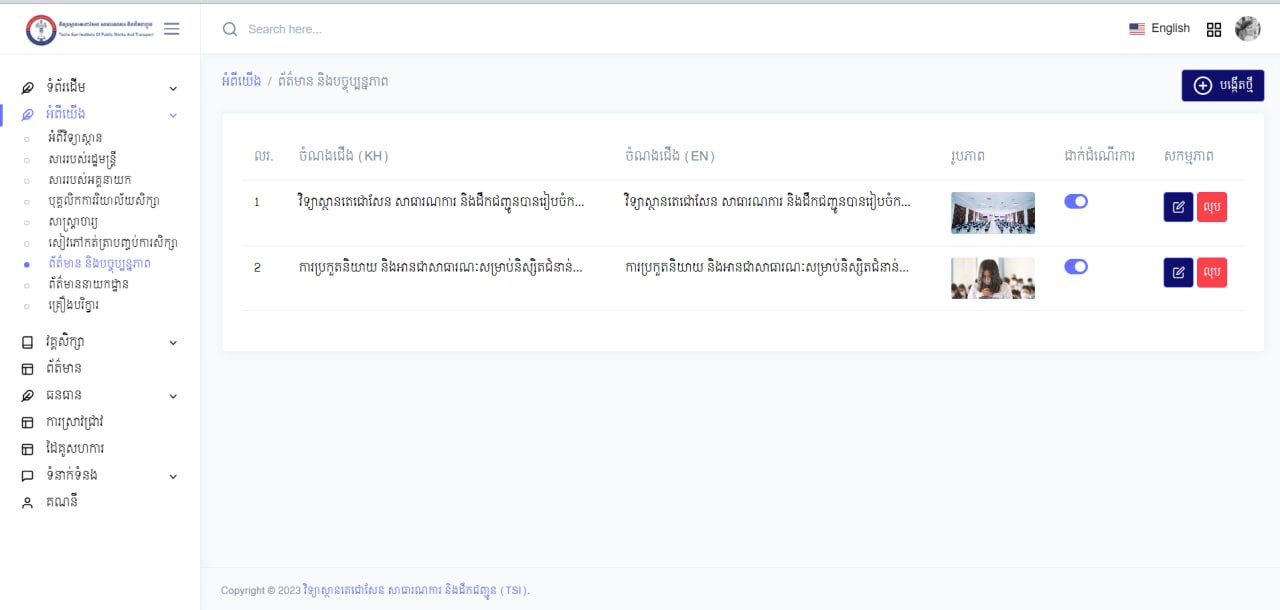 វិទ្យាស្ថានតេជោសែន សាធារណការ និងដឹកជញ្ជូន
Techo Sen Institute Of Public Works And Transport
Search here...
English
ទំព័រដើម
អំពីយើង
អំពីវិទ្យាស្ថាន
សាររបស់រដ្ឋមន្ត្រី
សាររបស់អគ្គនាយក
បុគ្គលិកការិយាល័យសិក្សា
សាស្ត្រាចារ្យ
សៀវភៅកត់ត្រាបញ្ចប់ការសិក្សា
ព័ត៌មាន និងបច្ចុប្បន្នភាព
ព័ត៌មាននាយកដ្ឋាន
គ្រឿងបរិក្ខារ
វគ្គសិក្សា
ព័ត៌មាន
ធនធាន
ការស្រាវជ្រាវ
ដៃគូសហការ
ទំនាក់ទំនង
គណនី
អំពីយើង / ព័ត៌មាន និងបច្ចុប្បន្នភាព
បង្កើតថ្មី
លរ. ចំណងជើង (KH) ចំណងជើង (EN) រូបភាព ដាក់ដំណើរការ សកម្មភាព
1 វិទ្យាស្ថានតេជោសែន សាធារណការ និងដឹកជញ្ជូនបានរៀបចំក... វិទ្យាស្ថានតេជោសែន សាធារណការ និងដឹកជញ្ជូនបានរៀបចំក... លុប
2 ការប្រកួតនិយាយ និងអានជាសាធារណៈសម្រាប់និស្សិតជំនាន់... ការប្រកួតនិយាយ និងអានជាសាធារណៈសម្រាប់និស្សិតជំនាន់... លុប
Copyright © 2023 វិទ្យាស្ថានតេជោសែន សាធារណការ និងដឹកជញ្ជូន (TSI).